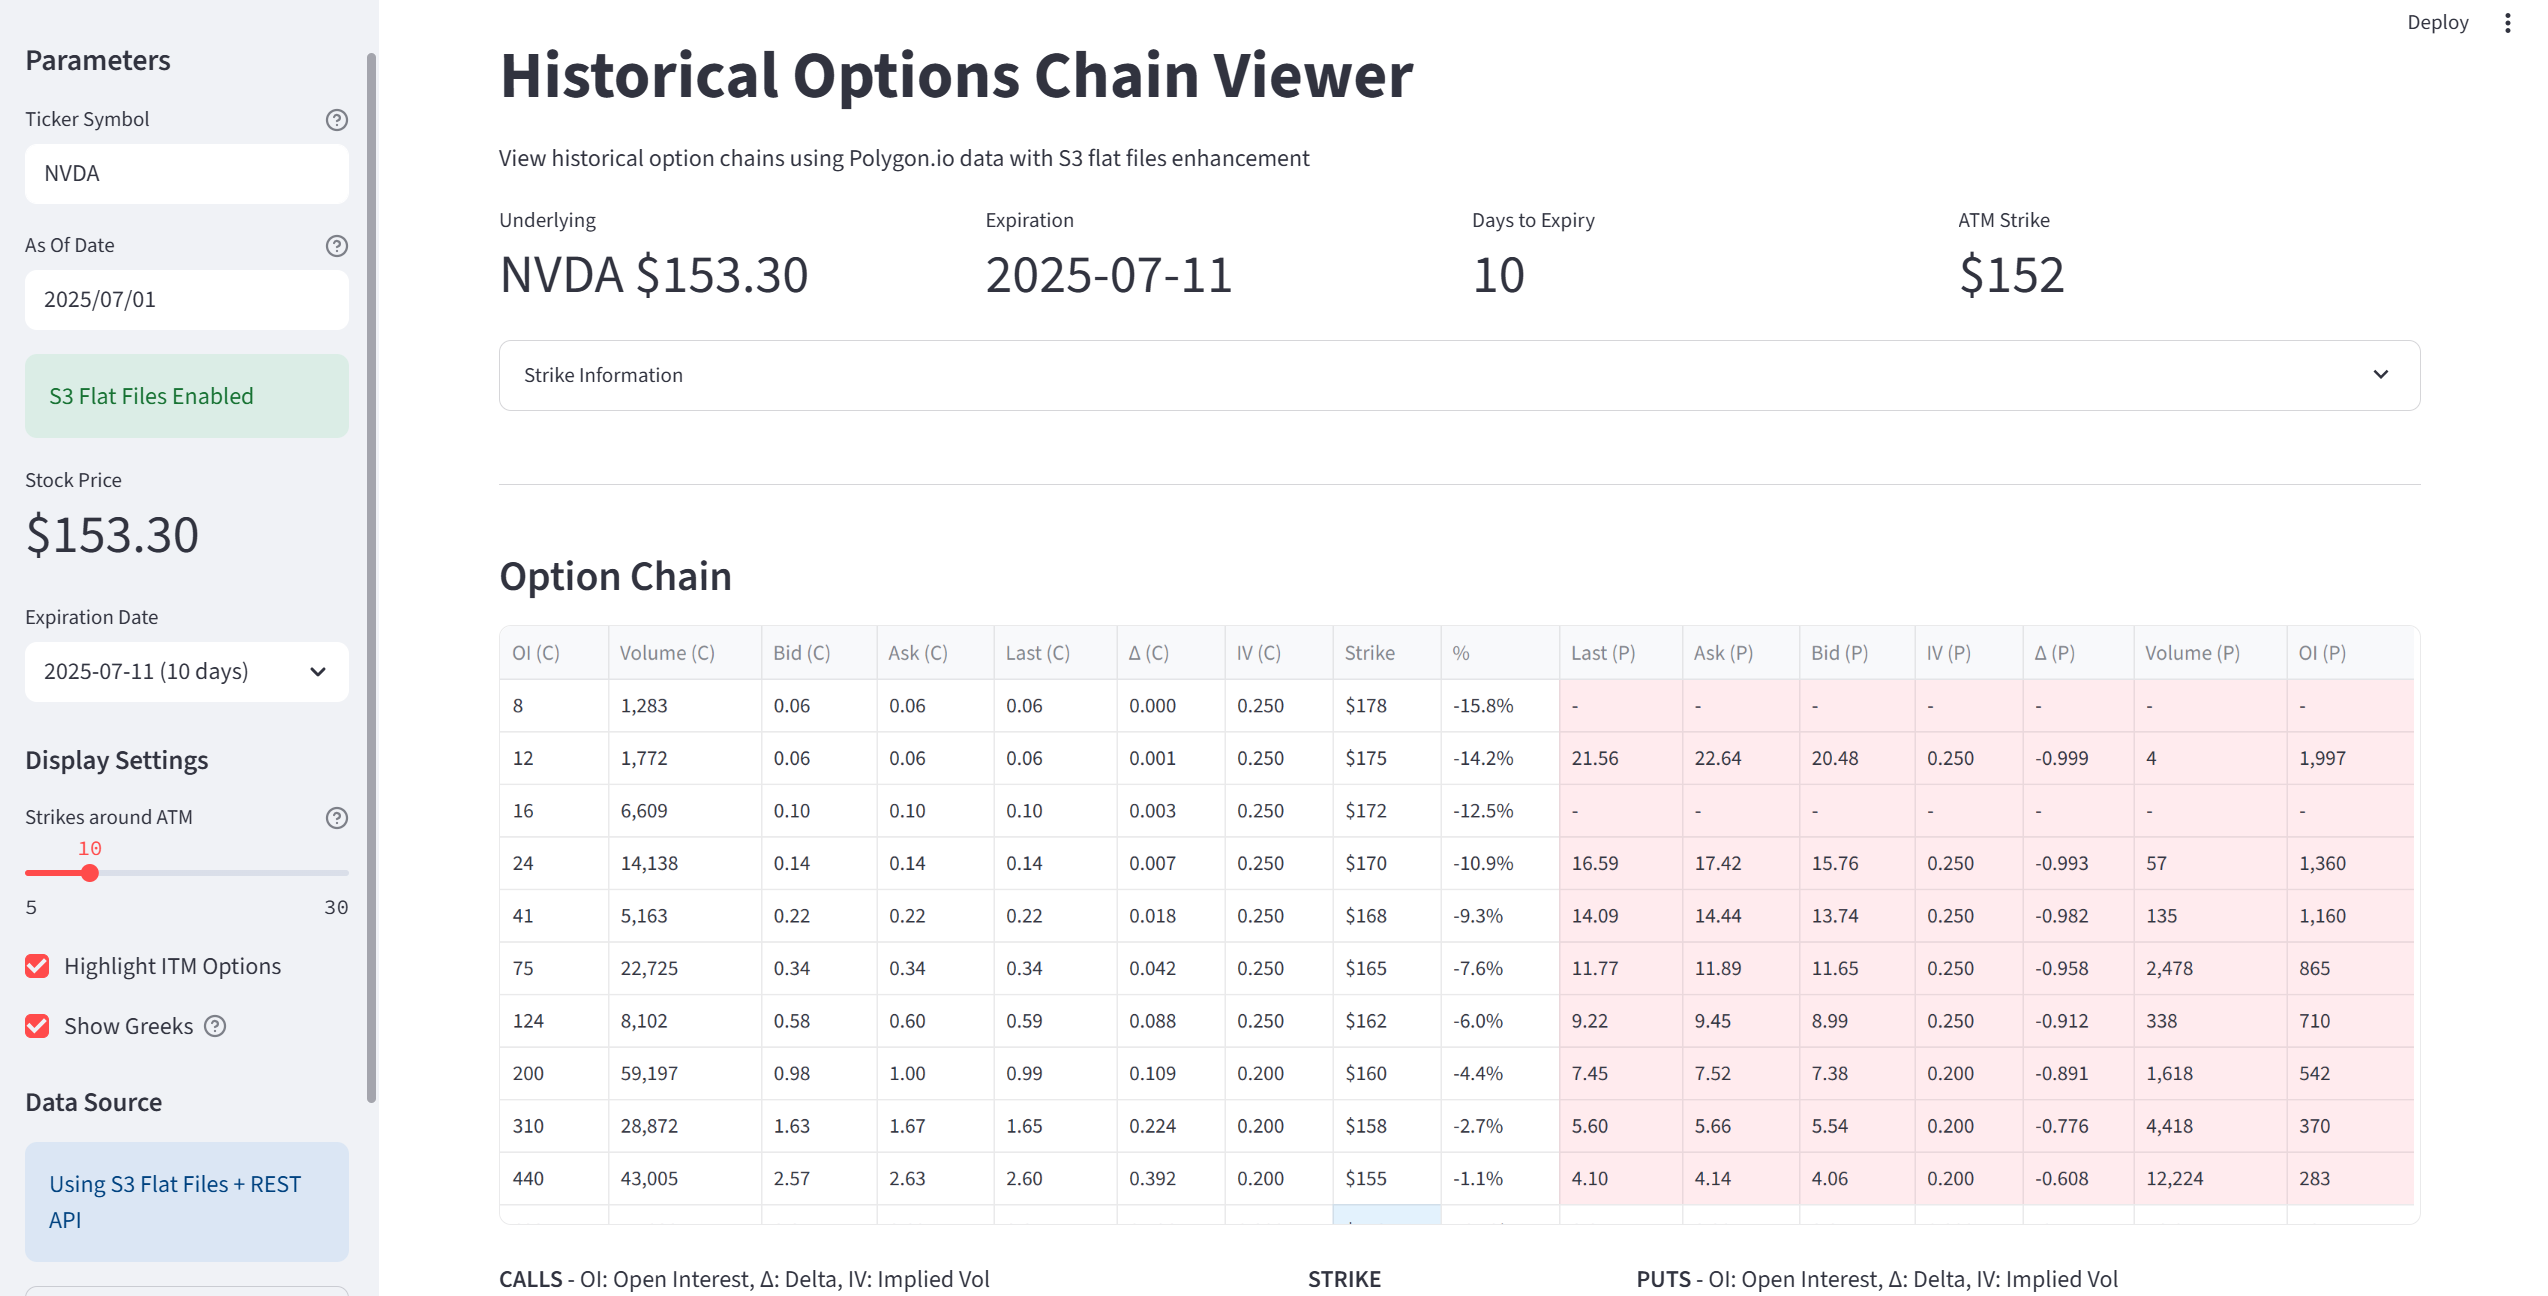 Deploy
Parameters
Ticker Symbol
NVDA
As Of Date
2025/07/01
S3 Flat Files Enabled
Stock Price
$153.30
Expiration Date
2025-07-11 (10 days)
Display Settings
Strikes around ATM
10
5 30
Highlight ITM Options
Show Greeks
Data Source
Using S3 Flat Files + REST
API
Historical Options Chain Viewer
View historical option chains using Polygon.io data with S3 flat files enhancement
Underlying Expiration Days to Expiry ATM Strike
NVDA $153.30 2025-07-11 10 $152
Strike Information
Option Chain
OI (C) Volume (C) Bid (C) Ask (C) Last (C) Δ (C) IV (C) Strike % Last (P) Ask (P) Bid (P) IV (P) Δ (P) Volume (P) OI (P)
8 1,283 0.06 0.06 0.06 0.000 0.250 $178 -15.8% - - - - - - -
12 1,772 0.06 0.06 0.06 0.001 0.250 $175 -14.2% 21.56 22.64 20.48 0.250 -0.999 4 1,997
16 6,609 0.10 0.10 0.10 0.003 0.250 $172 -12.5% - - - - - - -
24 14,138 0.14 0.14 0.14 0.007 0.250 $170 -10.9% 16.59 17.42 15.76 0.250 -0.993 57 1,360
41 5,163 0.22 0.22 0.22 0.018 0.250 $168 -9.3% 14.09 14.44 13.74 0.250 -0.982 135 1,160
75 22,725 0.34 0.34 0.34 0.042 0.250 $165 -7.6% 11.77 11.89 11.65 0.250 -0.958 2,478 865
124 8,102 0.58 0.60 0.59 0.088 0.250 $162 -6.0% 9.22 9.45 8.99 0.250 -0.912 338 710
200 59,197 0.98 1.00 0.99 0.109 0.200 $160 -4.4% 7.45 7.52 7.38 0.200 -0.891 1,618 542
310 28,872 1.63 1.67 1.65 0.224 0.200 $158 -2.7% 5.60 5.66 5.54 0.200 -0.776 4,418 370
440 43,005 2.57 2.63 2.60 0.392 0.200 $155 -1.1% 4.10 4.14 4.06 0.200 -0.608 12,224 283
CALLS - OI: Open Interest, Δ: Delta, IV: Implied Vol STRIKE PUTS - OI: Open Interest, Δ: Delta, IV: Implied Vol